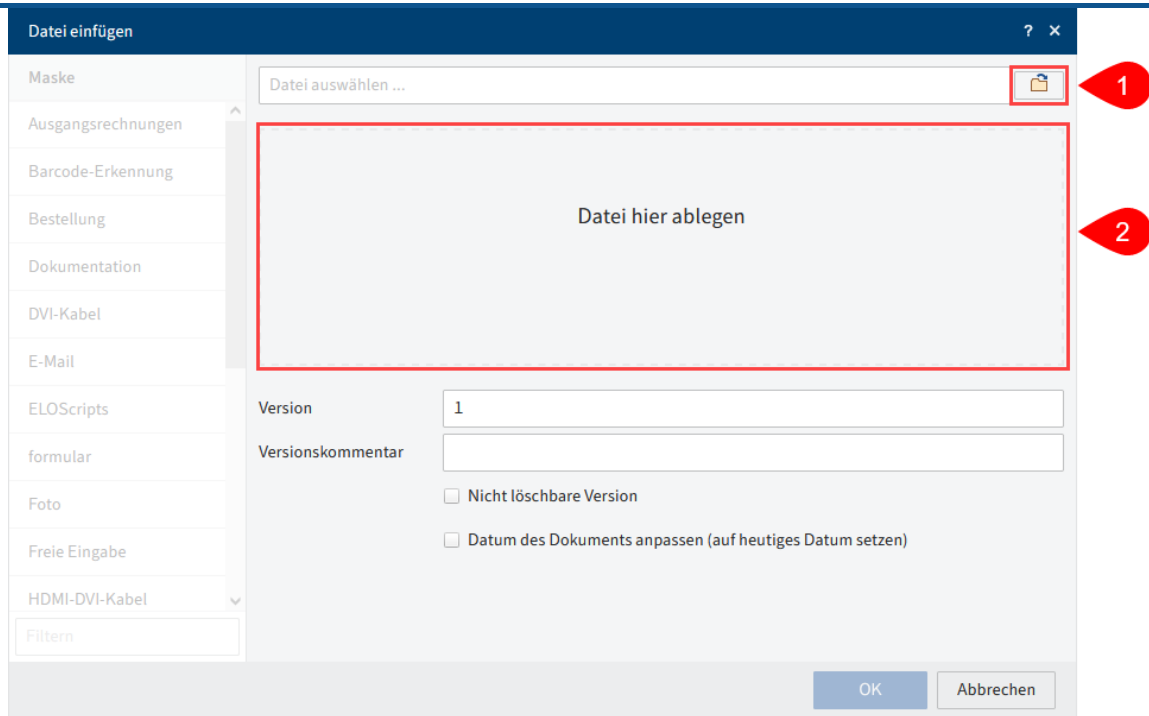 Datei einfügen ? ×
Maske
Datei auswählen ...
1
Ausgangsrechnungen
Barcode-Erkennung
Bestellung
Dokumentation
DVI-Kabel
E-Mail
ELOScripts
formular
Foto
Freie Eingabe
HDMI-DVI-Kabel
Filtern
Datei hier ablegen
2
Version 1
Versionskommentar
Nicht löschbare Version
Datum des Dokuments anpassen (auf heutiges Datum setzen)
OK Abbrechen